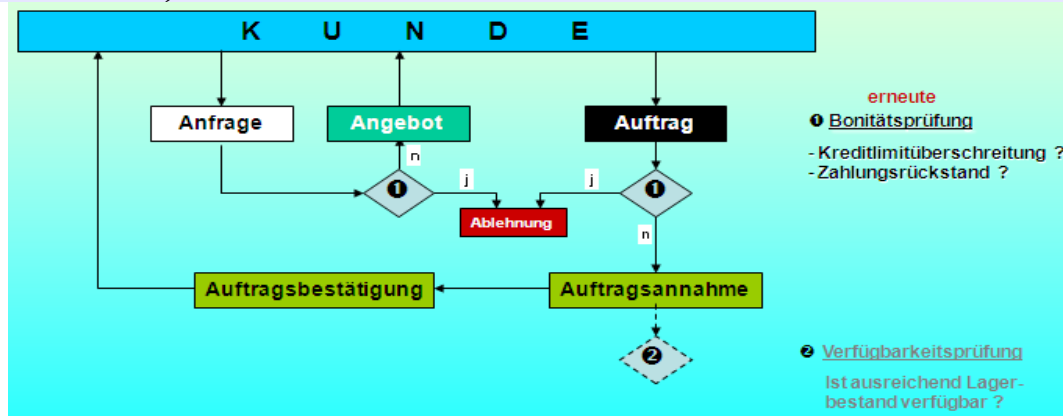 K U N D E
Anfrage
Angebot
Auftrag
erneute
❶ Bonitätsprüfung
- Kreditlimitüberschreitung ?
- Zahlungsrückstand ?
n
❶
j
j
❶
Ablehnung
n
Auftragsbestätigung
Auftragsannahme
❷
❷ Verfügbarkeitsprüfung
Ist ausreichend Lager-
bestand verfügbar ?